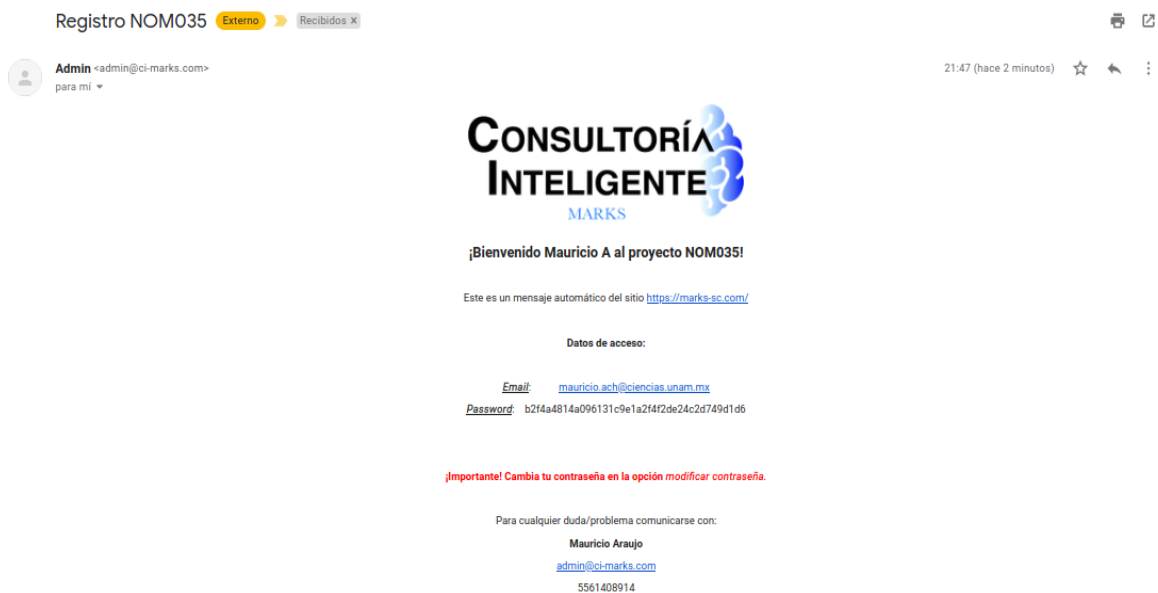 Registro NOM035 Externo Recibidos x
Admin <admin@ci-marks.com> 21:47 (hace 2 minutos)
para mí
CONSULTORÍA
INTELIGENTE
MARKS
¡Bienvenido Mauricio A al proyecto NOM035!
Este es un mensaje automático del sitio https://marks-sc.com/
Datos de acceso:
Email: mauricio.ach@ciencias.unam.mx
Password: b2f4a4814a096131c9e1a2f4f2de24c2d749d1d6
¡Importante! Cambia tu contraseña en la opción modificar contraseña.
Para cualquier duda/problema comunicarse con:
Mauricio Araujo
admin@ci-marks.com
5561408914